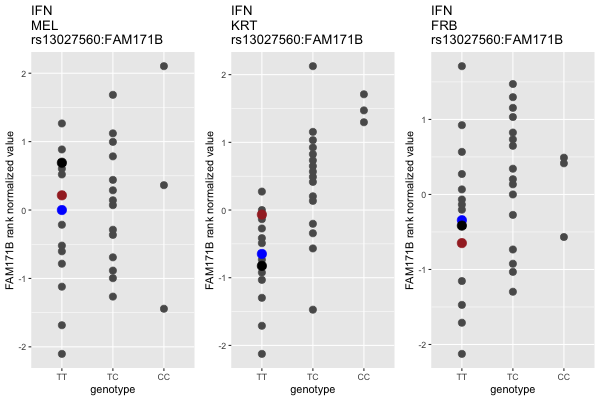 IFN
MEL
rs13027560:FAM171B
FAM171B rank normalized value
2
1
0
-1
-2
TT
TC
CC
genotype
IFN
KRT
rs13027560:FAM171B
FAM171B rank normalized value
2
1
0
-1
-2
TT
TC
CC
genotype
IFN
FRB
rs13027560:FAM171B
FAM171B rank normalized value
1
0
-1
-2
TT
TC
CC
genotype